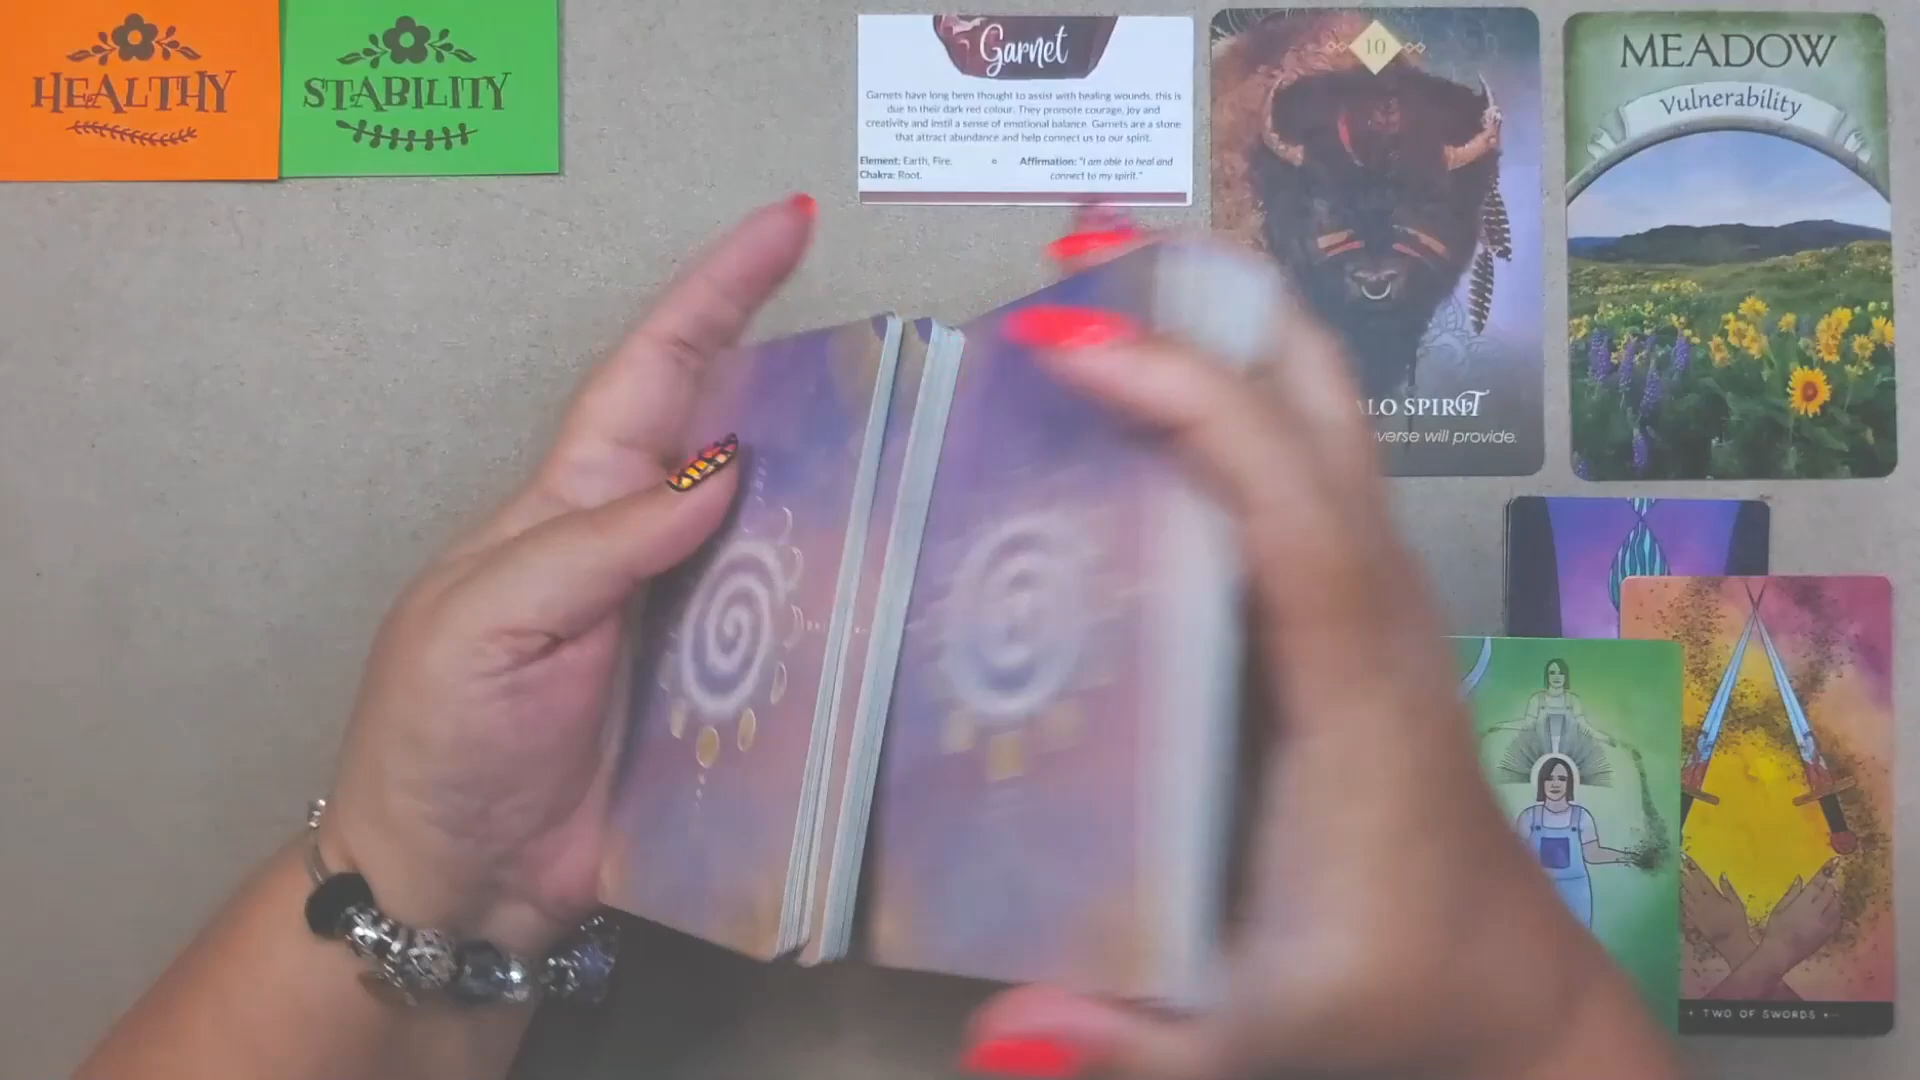 HEALTHY
STABILITY
Garnet
Garnets have long been thought to assist with healing wounds, this is
due to their dark red colour. They promote courage, joy and
creativity and instil a sense of emotional balance. Garnets are a stone
that attract abundance and help connect us to our spirit.
Element: Earth, Fire.
Chakra: Root.
Affirmation: "I am able to heal and
connect to my spirit."
10
SPIRIT
will provide.
MEADOW
Vulnerability
TWO OF SWORDS